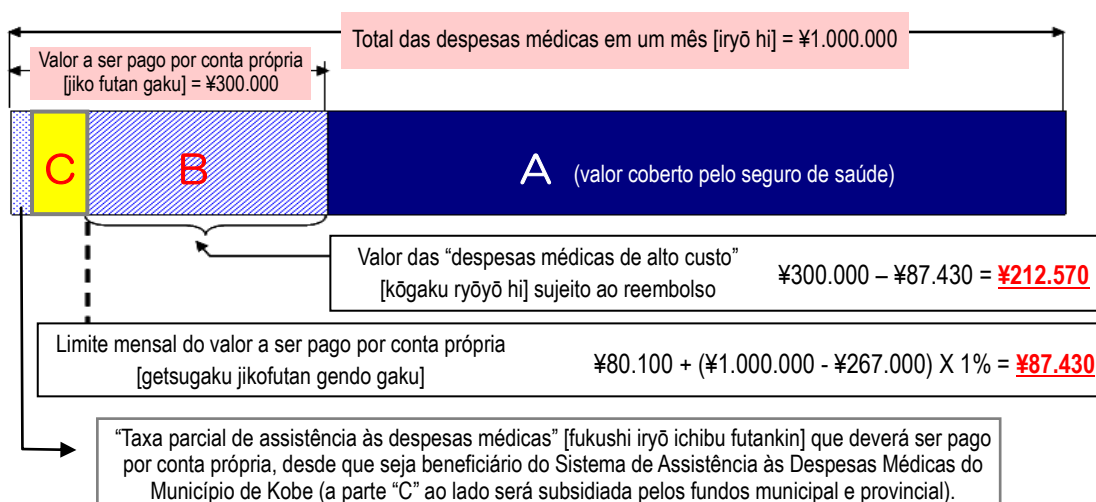 Total das despesas médicas em um mês [iryō hi] = ¥1.000.000
Valor a ser pago por conta própria
[jiko futan gaku] = ¥300.000
C
B
A (valor coberto pelo seguro de saúde)
Valor das “despesas médicas de alto custo”
[kōgaku ryōyō hi] sujeito ao reembolso
¥300.000 – ¥87.430 = ¥212.570
Limite mensal do valor a ser pago por conta própria
[getsugaku jikofutan gendo gaku]
¥80.100 + (¥1.000.000 - ¥267.000) X 1% = ¥87.430
“Taxa parcial de assistência às despesas médicas” [fukushi iryō ichibu futankin] que deverá ser pago
por conta própria, desde que seja beneficiário do Sistema de Assistência às Despesas Médicas do
Município de Kobe (a parte “C” ao lado será subsidiada pelos fundos municipal e provincial).